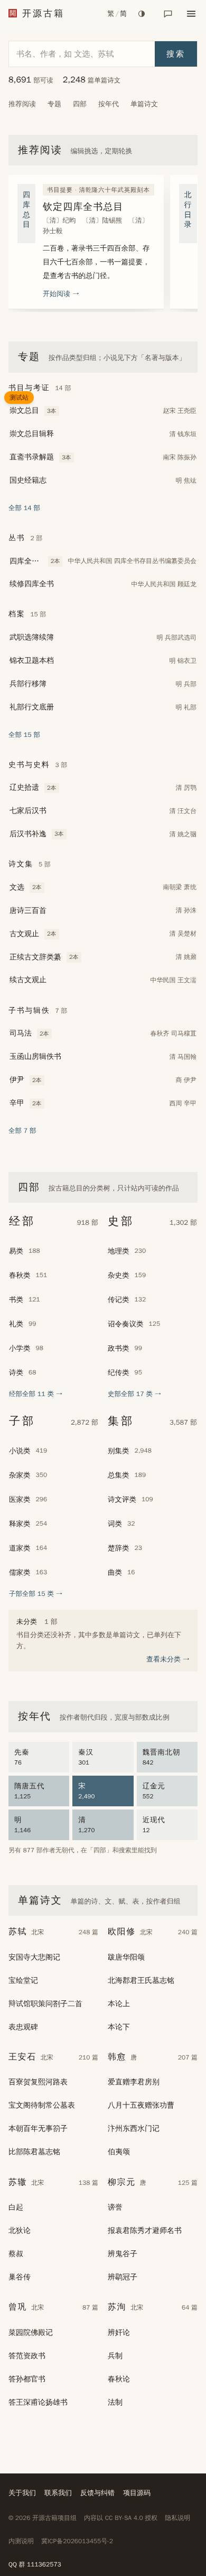 開 开源古籍 繁/简
书名、作者，如 文选、苏轼 搜索
8,691 部可读 2,248 篇单篇诗文
推荐阅读 专题 四部 按年代 单篇诗文
推荐阅读 编辑挑选，定期轮换
四库总目
书目提要 · 清乾隆六十年武英殿刻本
钦定四库全书总目
〔清〕纪昀 〔清〕陆锡熊 〔清〕
孙士毅
二百卷，著录书三千四百余部、存
目六千七百余部，一书一篇提要，
是查考古书的总门径。
开始阅读 →
北行日录
专题 按作品类型归组；小说见下方「名著与版本」
书目与考证 14 部
测试站
崇文总目 3本 赵宋 王尧臣
崇文总目辑释 清 钱东垣
直斋书录解题 3本 南宋 陈振孙
国史经籍志 明 焦竑
全部 14 部
丛书 2 部
四库全… 2本 中华人民共和国 四库全书存目丛书编纂委员会
续修四库全书 中华人民共和国 顾廷龙
档案 15 部
武职选簿续簿 明 兵部武选司
锦衣卫题本档 明 锦衣卫
兵部行移簿 明 兵部
礼部行文底册 明 礼部
全部 15 部
史书与史料 3 部
辽史拾遗 2本 清 厉鹗
七家后汉书 清 汪文台
后汉书补逸 3本 清 姚之骃
诗文集 5 部
文选 2本 南朝梁 萧统
唐诗三百首 清 孙洙
古文观止 2本 清 吴楚材
正续古文辞类纂 2本 清 姚鼐
续古文观止 中华民国 王文濡
子书与辑佚 7 部
司马法 2本 春秋齐 司马穰苴
玉函山房辑佚书 清 马国翰
伊尹 2本 商 伊尹
辛甲 2本 西周 辛甲
全部 7 部
四部 按古籍总目的分类树，只计站内可读的作品
经部 918 部
易类 188
春秋类 151
书类 121
礼类 99
小学类 98
诗类 68
经部全部 11 类 →
史部 1,302 部
地理类 230
杂史类 159
传记类 132
诏令奏议类 125
政书类 99
纪传类 95
史部全部 17 类 →
子部 2,872 部
小说类 419
杂家类 350
医家类 296
释家类 254
道家类 164
儒家类 163
子部全部 15 类 →
集部 3,587 部
别集类 2,948
总集类 189
诗文评类 109
词类 32
楚辞类 23
曲类 16
未分类 1 部
书目分类还没补齐，其中多数是单篇诗文，已单列在下
方。
查看未分类 →
按年代 按作者朝代归段，宽度与部数成比例
先秦
76
秦汉
301
魏晋南北朝
842
隋唐五代
1,125
宋
2,490
辽金元
552
明
1,146
清
1,270
近现代
12
另有 877 部作者无朝代，在「四部」和搜索里能找到
单篇诗文 单篇的诗、文、赋、表，按作者归组
苏轼 北宋 248 篇
安国寺大悲阁记
宝绘堂记
辩试馆职策问劄子二首
表忠观碑
欧阳修 北宋 240 篇
跋唐华阳颂
北海郡君王氏墓志铭
本论上
本论下
王安石 北宋 210 篇
百寮贺复熙河路表
宝文阁待制常公墓表
本朝百年无事劄子
比部陈君墓志铭
韩愈 唐 207 篇
爱直赠李君房别
八月十五夜赠张功曹
汴州东西水门记
伯夷颂
苏辙 北宋 138 篇
白起
北狄论
蔡叔
巢谷传
柳宗元 唐 125 篇
谤誉
报袁君陈秀才避师名书
辨鬼谷子
辨鹖冠子
曾巩 北宋 87 篇
菜园院佛殿记
答范资政书
答孙都官书
答王深甫论扬雄书
苏洵 北宋 64 篇
辨奸论
兵制
春秋论
法制
关于我们 联系我们 反馈与纠错 项目源码
© 2026 开源古籍项目组 内容以 CC BY-SA 4.0 授权 隐私说明
内测说明 冀ICP备2026013455号-2
QQ 群 111362573